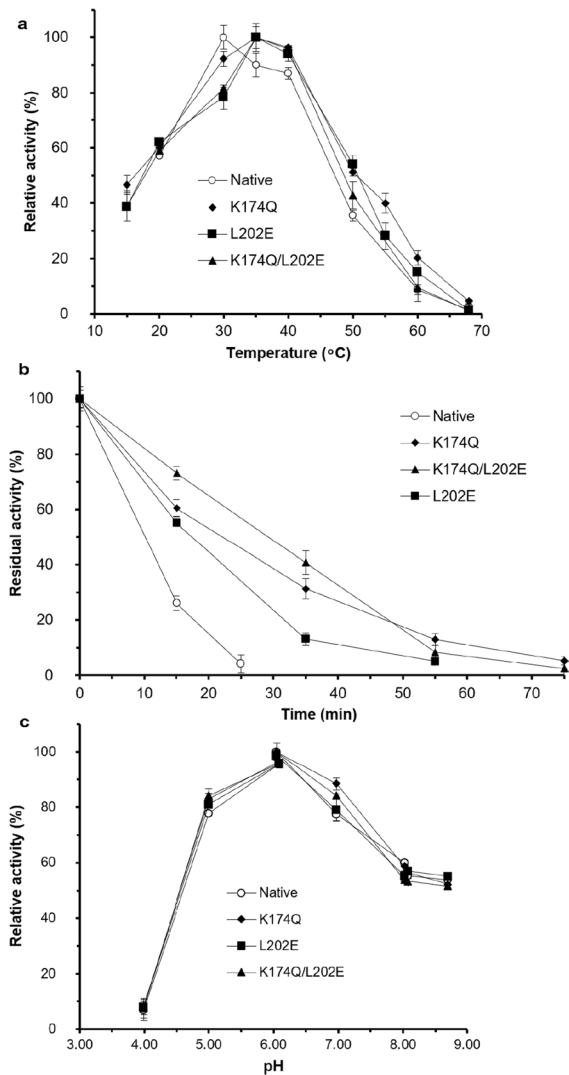 a
120
100
80
60
40
20
0
Relative activity (%)
Native
K174Q
L202E
K174Q/L202E
10 20 30 40 50 60 70
Temperature (oC)
b
100
80
60
40
20
0
Residual activity (%)
Native
K174Q
K174Q/L202E
L202E
0 10 20 30 40 50 60 70
Time (min)
c
100
80
60
40
20
0
Relative activity (%)
Native
K174Q
L202E
K174Q/L202E
3.00 4.00 5.00 6.00 7.00 8.00 9.00
pH